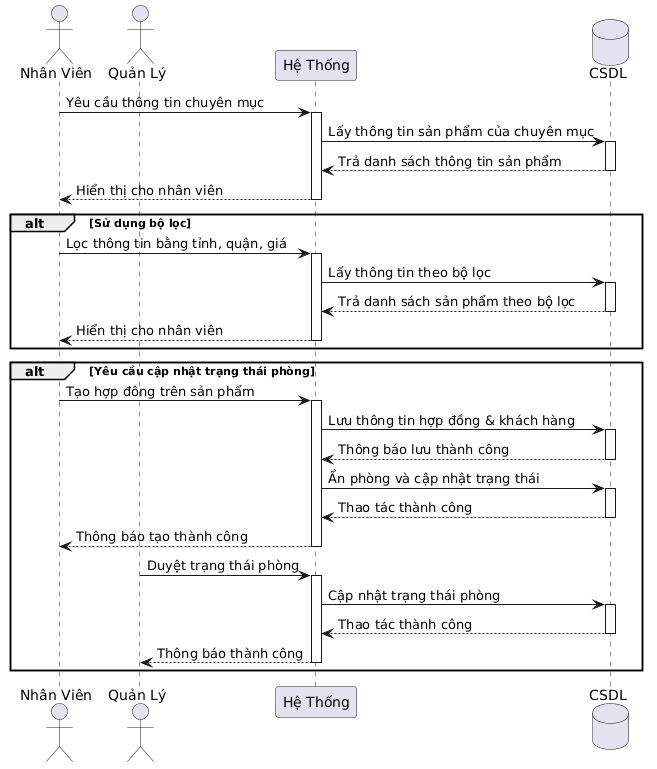 Nhân Viên
Quản Lý
Hệ Thống
CSDL
Yêu cầu thông tin chuyên mục
Lấy thông tin sản phẩm của chuyên mục
Trả danh sách thông tin sản phẩm
Hiển thị cho nhân viên
alt [Sử dụng bộ lọc]
Lọc thông tin bằng tỉnh, quận, giá
Lấy thông tin theo bộ lọc
Trả danh sách sản phẩm theo bộ lọc
Hiển thị cho nhân viên
alt [Yêu cầu cập nhật trạng thái phòng]
Tạo hợp đông trên sản phẩm
Lưu thông tin hợp đồng & khách hàng
Thông báo lưu thành công
Ẩn phòng và cập nhật trạng thái
Thao tác thành công
Thông báo tạo thành công
Duyệt trạng thái phòng
Cập nhật trạng thái phòng
Thao tác thành công
Thông báo thành công
Nhân Viên
Quản Lý
Hệ Thống
CSDL